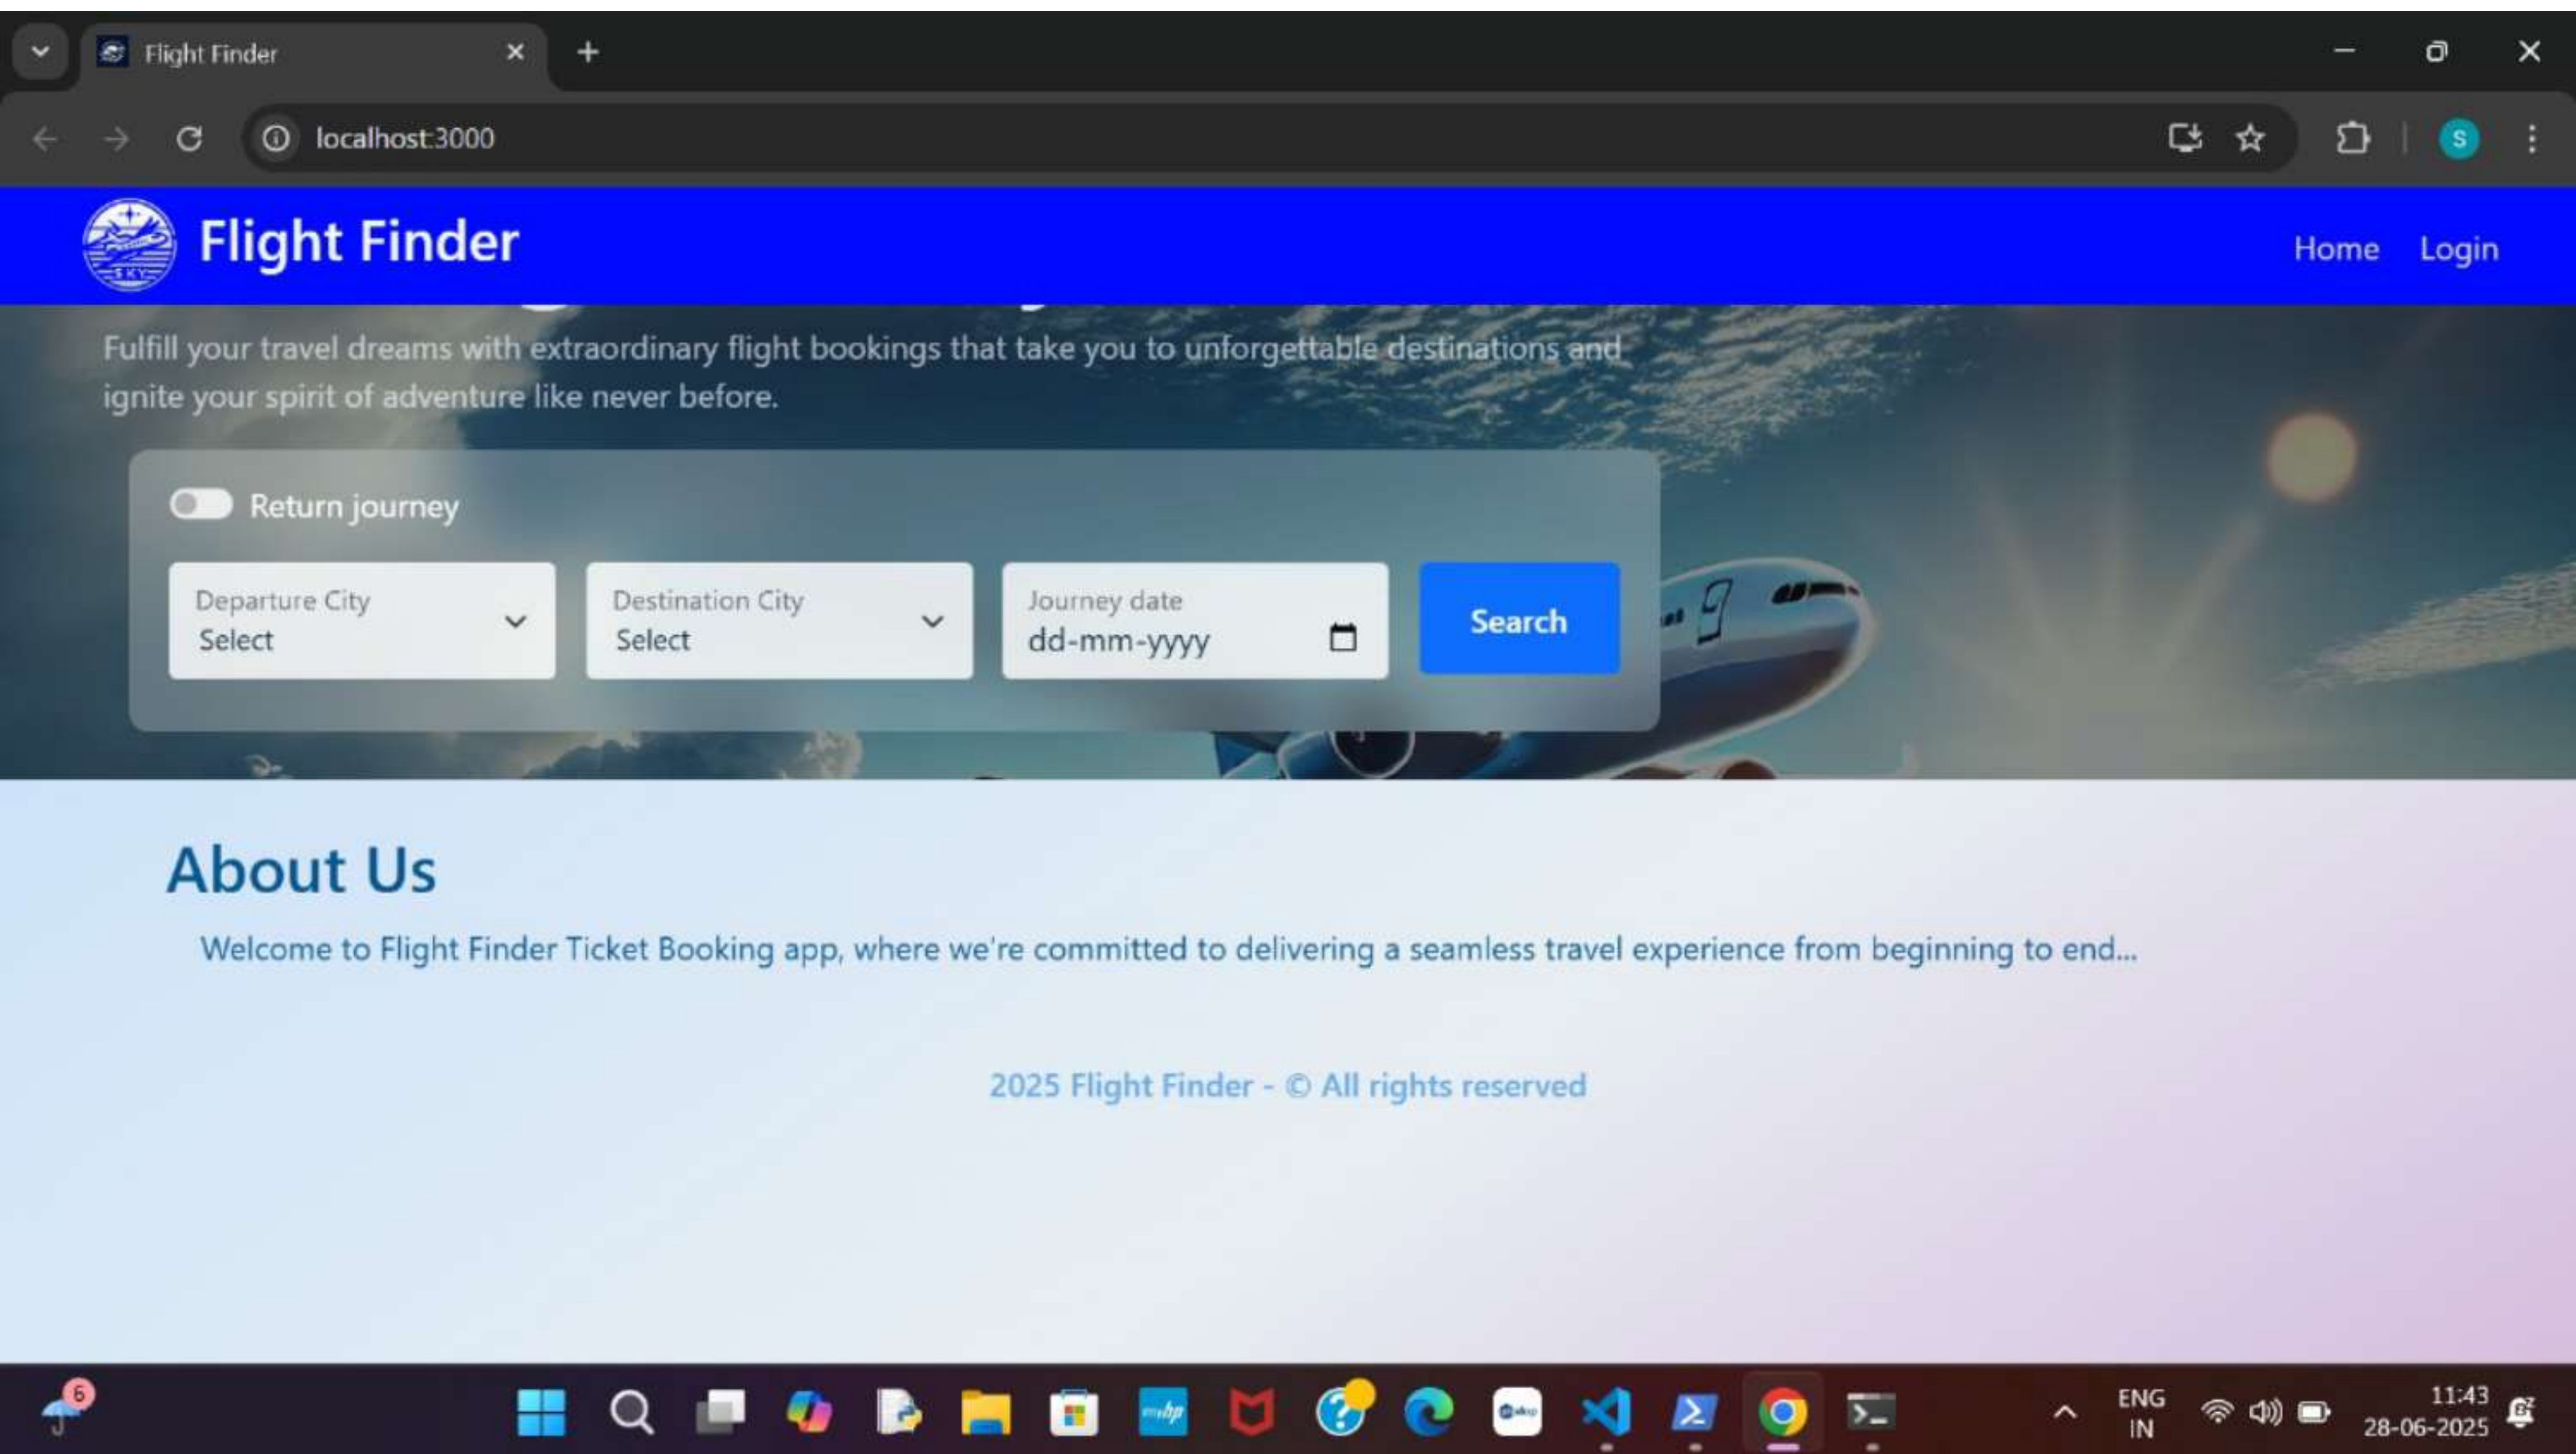 Flight Finder
localhost:3000
S
SKY
Flight Finder
Home Login
Fulfill your travel dreams with extraordinary flight bookings that take you to unforgettable destinations and
ignite your spirit of adventure like never before.
Return journey
Departure City
Select
Destination City
Select
Journey date
dd-mm-yyyy
Search
About Us
Welcome to Flight Finder Ticket Booking app, where we're committed to delivering a seamless travel experience from beginning to end...
2025 Flight Finder - © All rights reserved
6
myhp
ENG
IN
11:43
28-06-2025